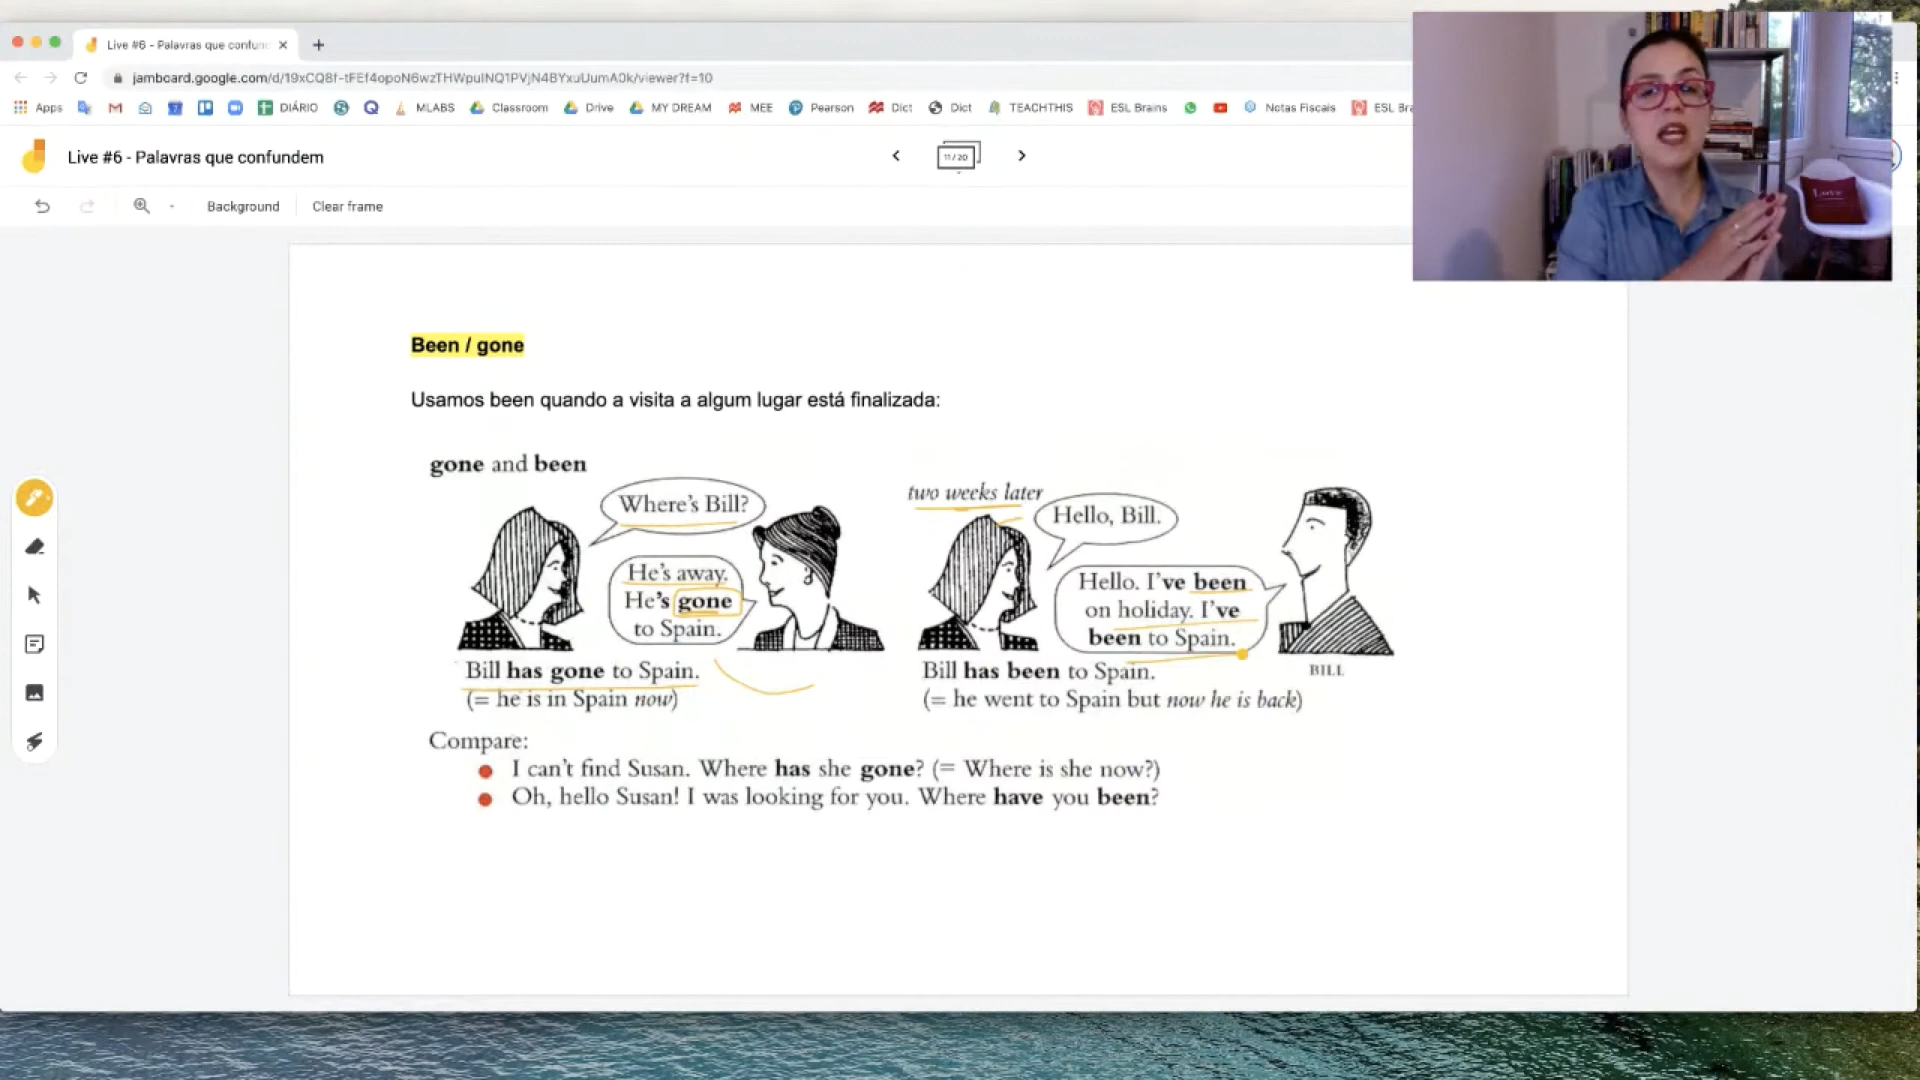 Live #6 - Palavras que confun
jamboard.google.com/d/19xCQ8f-tFEf4opoN6wzTHWpulNQ1PVjN4BYxuUumA0k/viewer?f=10
Apps DIÁRIO MLABS Classroom Drive MY DREAM MEE Pearson Dict Dict TEACHTHIS ESL Brains Notas Fiscais ESL Bra
Live #6 - Palavras que confundem
11 / 20
Background Clear frame
Been / gone
Usamos been quando a visita a algum lugar está finalizada:
gone and been
Where's Bill?
He's away.
He's gone
to Spain.
Bill has gone to Spain.
(= he is in Spain now)
two weeks later
Hello, Bill.
Hello. I've been
on holiday. I've
been to Spain.
BILL
Bill has been to Spain.
(= he went to Spain but now he is back)
Compare:
I can't find Susan. Where has she gone? (= Where is she now?)
Oh, hello Susan! I was looking for you. Where have you been?